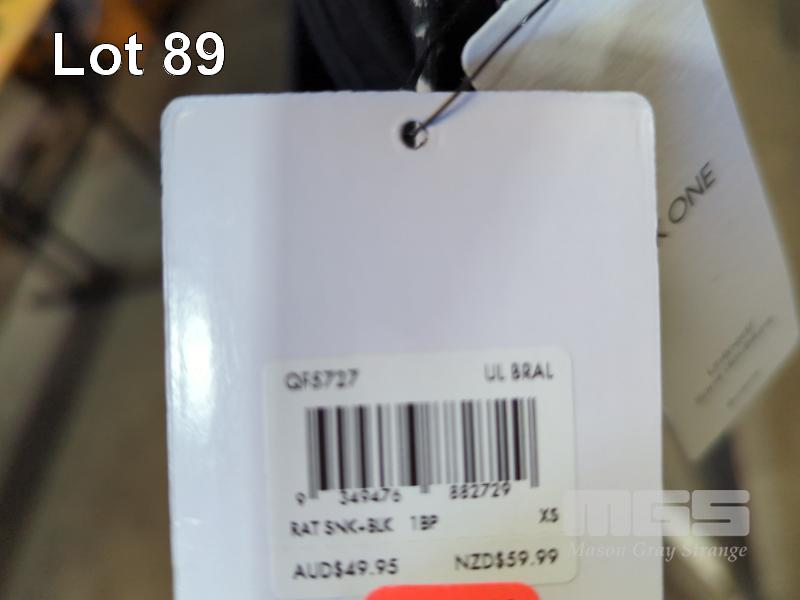 Lot 89
K ONE
QF5727 UL BRAL
9 349476 882729
RAT SNK+BLK 1BP XS
AUD$49.95 NZD$59.99
MGS
Mason Gray Strange